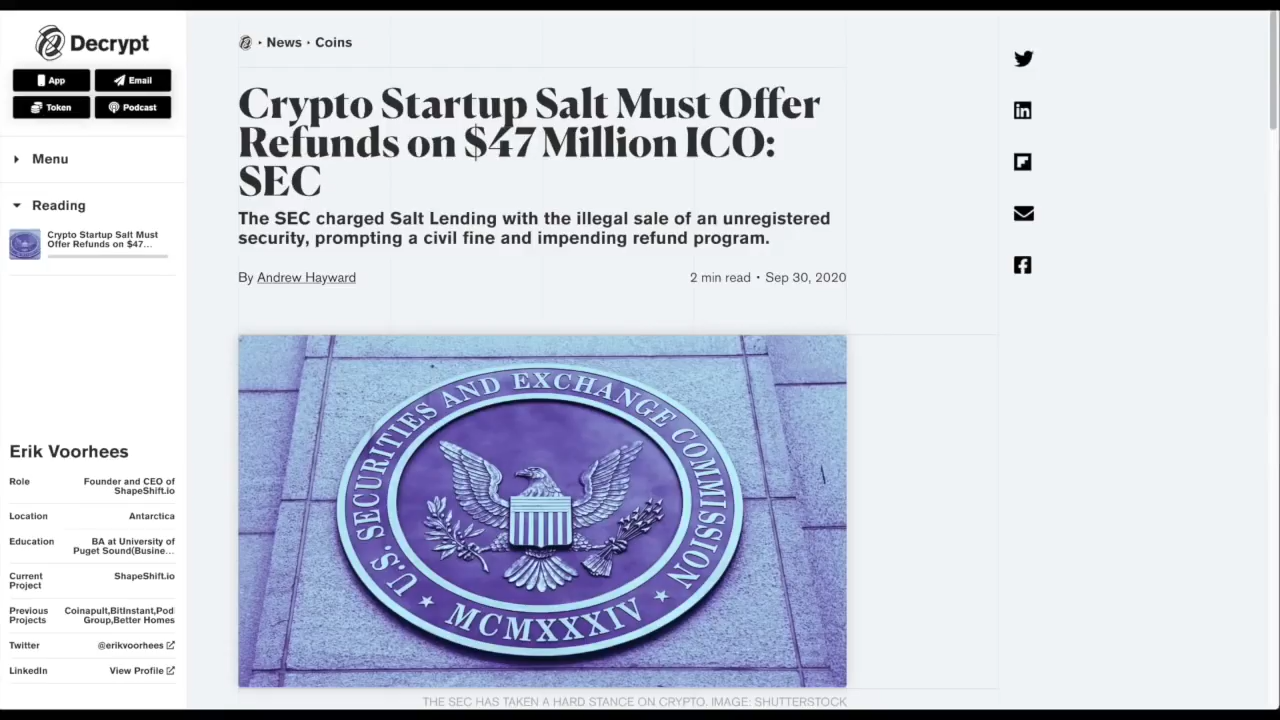 Decrypt
App
Email
Token
Podcast
Menu
Reading
Crypto Startup Salt Must
Offer Refunds on $47...
Erik Voorhees
Role Founder and CEO of
ShapeShift.io
Location Antarctica
Education BA at University of
Puget Sound(Busine...
Current ShapeShift.io
Project
Previous Coinapult,BitInstant,Pod
Projects Group,Better Homes
Twitter @erikvoorhees
LinkedIn View Profile
News · Coins
Crypto Startup Salt Must Offer
Refunds on $47 Million ICO:
SEC
The SEC charged Salt Lending with the illegal sale of an unregistered
security, prompting a civil fine and impending refund program.
By Andrew Hayward 2 min read · Sep 30, 2020
U.S. SECURITIES AND EXCHANGE COMMISSION
MCMXXXIV
THE SEC HAS TAKEN A HARD STANCE ON CRYPTO. IMAGE: SHUTTERSTOCK